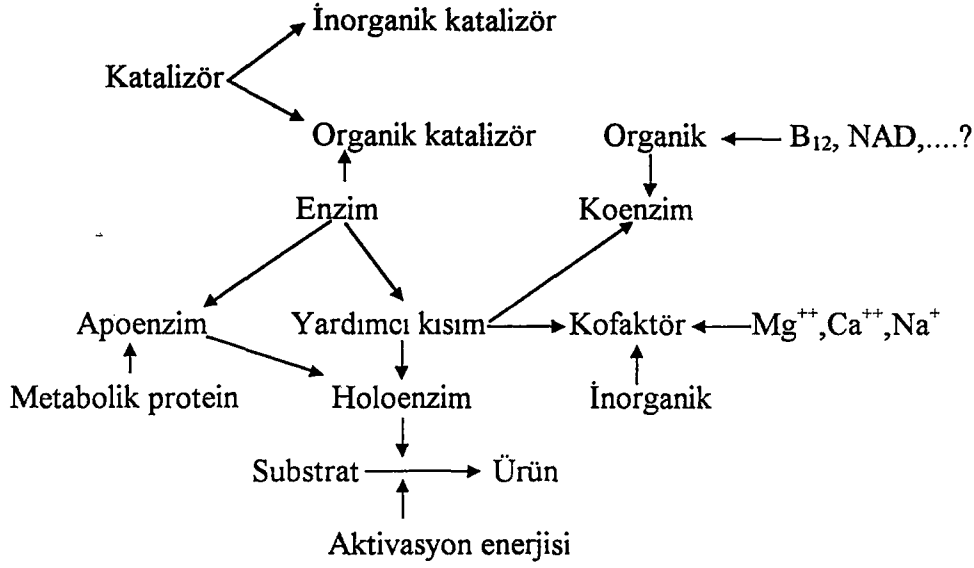 İnorganik katalizör
Katalizör
Organik katalizör Organik B₁₂, NAD,....?
Enzim Koenzim
Apoenzim Yardımcı kısım Kofaktör Mg⁺⁺,Ca⁺⁺,Na⁺
Metabolik protein Holoenzim İnorganik
Substrat Ürün
Aktivasyon enerjisi